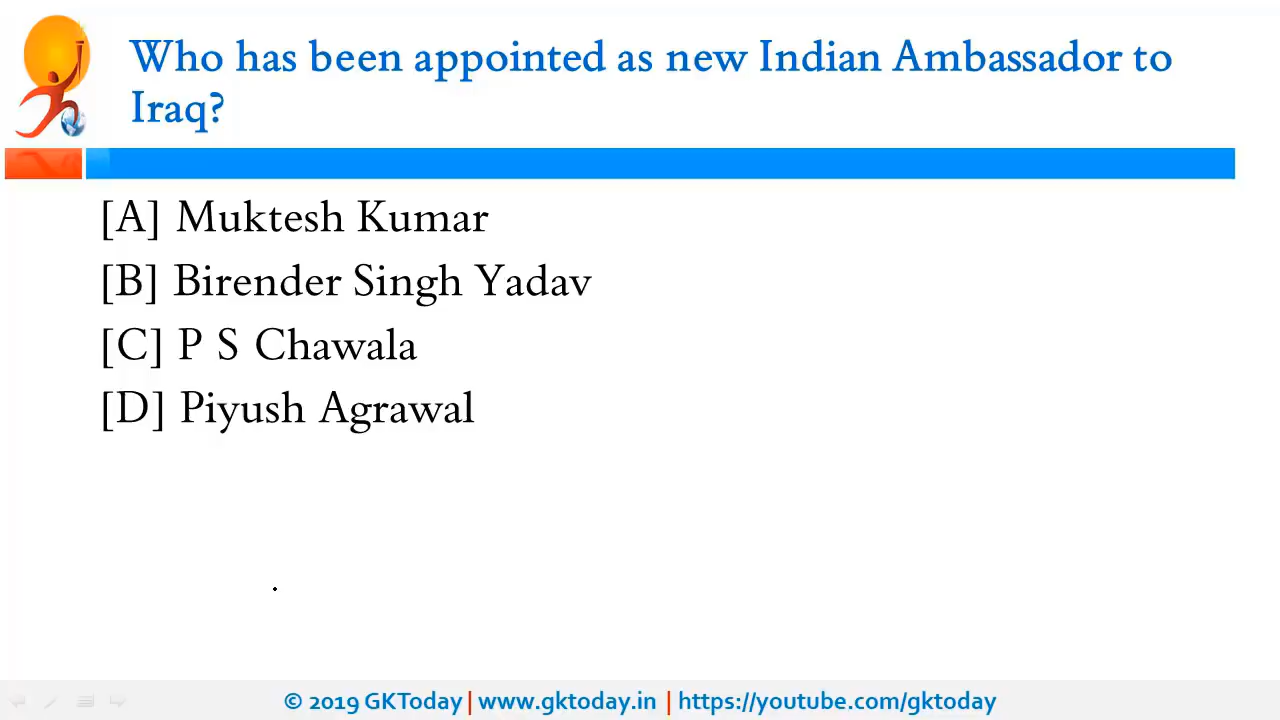 Who has been appointed as new Indian Ambassador to
Iraq?
[A] Muktesh Kumar
[B] Birender Singh Yadav
[C] P S Chawala
[D] Piyush Agrawal
© 2019 GKToday | www.gktoday.in | https://youtube.com/gktoday